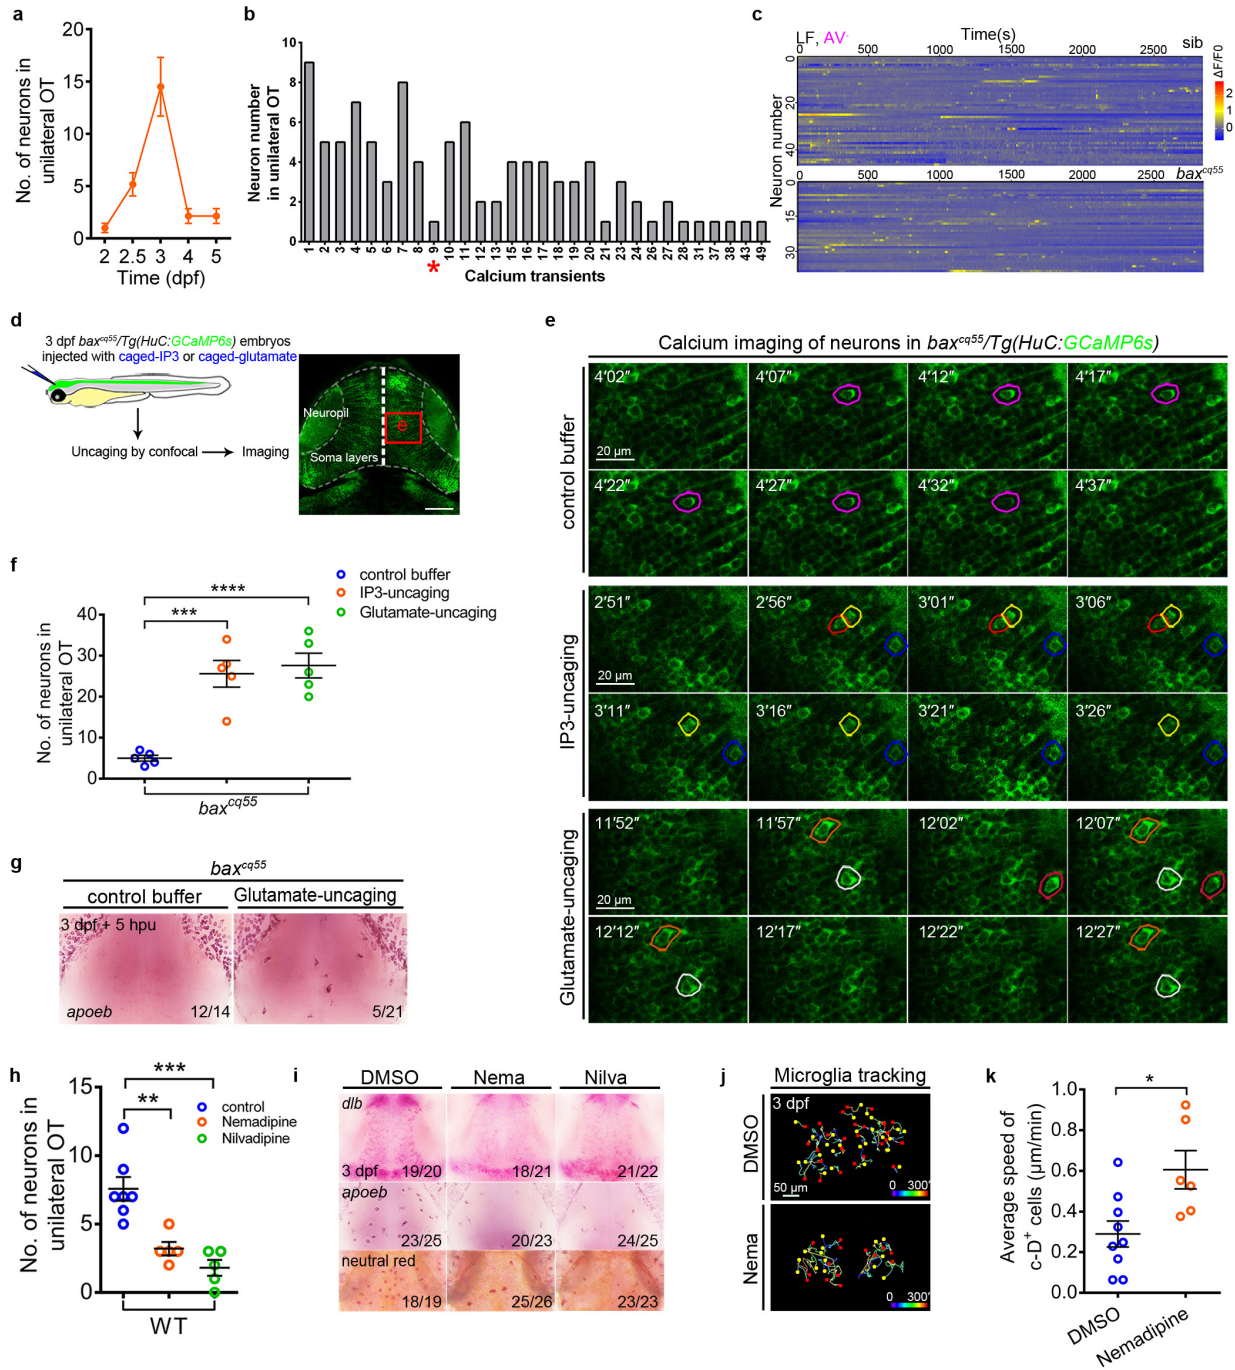 a
No. of neurons in
unilateral OT
20
15
10
5
0
2 2.5 3 4 5
Time (dpf)
b
Neuron number
in unilateral OT
10
8
6
4
2
0
1 2 3 4 5 6 7 8 9 10 11 12 13 15 16 17 18 19 20 21 23 24 26 27 28 31 37 38 43 49
*
Calcium transients
c
LF, AV-
Time(s)
sib
0 500 1000 1500 2000 2500
Neuron number
0
20
40
ΔF/F0
2
1
0
0 500 1000 1500 2000 2500
bax^cq55
0
15
30
d
3 dpf bax^cq55/Tg(HuC:GCaMP6s) embryos
injected with caged-IP3 or caged-glutamate
Uncaging by confocal
Imaging
Neuropil
e
Soma layers
e
Calcium imaging of neurons in bax^cq55/Tg(HuC:GCaMP6s)
control buffer
4′02″ 4′07″ 4′12″ 4′17″
20 μm
4′22″ 4′27″ 4′32″ 4′37″
IP3-uncaging
2′51″ 2′56″ 3′01″ 3′06″
20 μm
3′11″ 3′16″ 3′21″ 3′26″
Glutamate-uncaging
11′52″ 11′57″ 12′02″ 12′07″
20 μm
12′12″ 12′17″ 12′22″ 12′27″
f
control buffer
IP3-uncaging
Glutamate-uncaging
****
***
No. of neurons in
unilateral OT
40
30
20
10
0
bax^cq55
g
bax^cq55
control buffer Glutamate-uncaging
3 dpf + 5 hpu
apoeb 12/14 5/21
h
No. of neurons in
unilateral OT
15
10
5
0
***
**
control
Nemadipine
Nilvadipine
WT
i
DMSO Nema Nilva
dlb
3 dpf 19/20 18/21 21/22
apoeb
23/25 20/23 24/25
neutral red
18/19 25/26 23/23
j
Microglia tracking
DMSO
3 dpf
50 μm
0 300′
Nema
0 300′
k
Average speed of
c-D⁺ cells (μm/min)
1.0
0.8
0.6
0.4
0.2
0.0
*
DMSO
Nemadipine